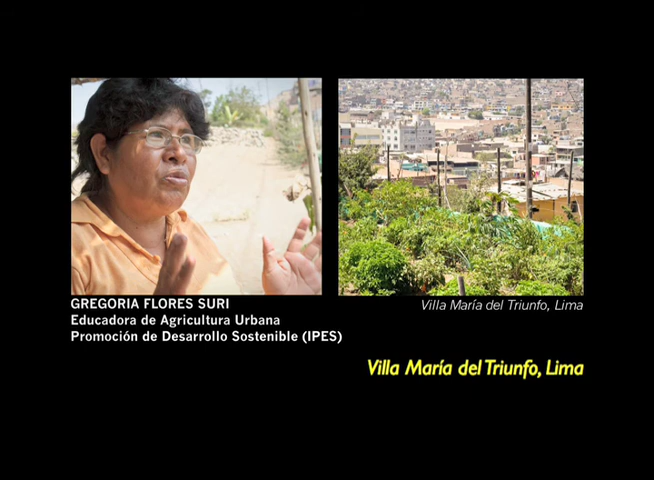 GREGORIA FLORES SURI
Educadora de Agricultura Urbana
Promoción de Desarrollo Sostenible (IPES)
Villa María del Triunfo, Lima
Villa María del Triunfo, Lima